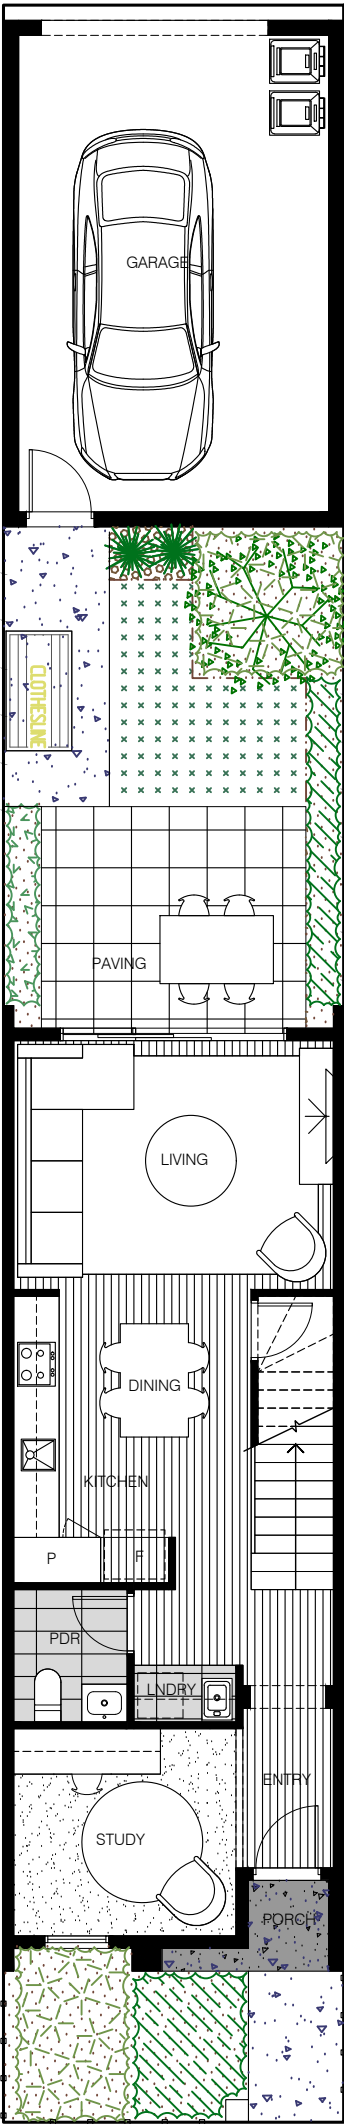 GARAGE
CLOTHESLINE
PAVING
LIVING
DINING
KITCHEN
P
F
PDR
LNDRY
ENTRY
STUDY
PORCH